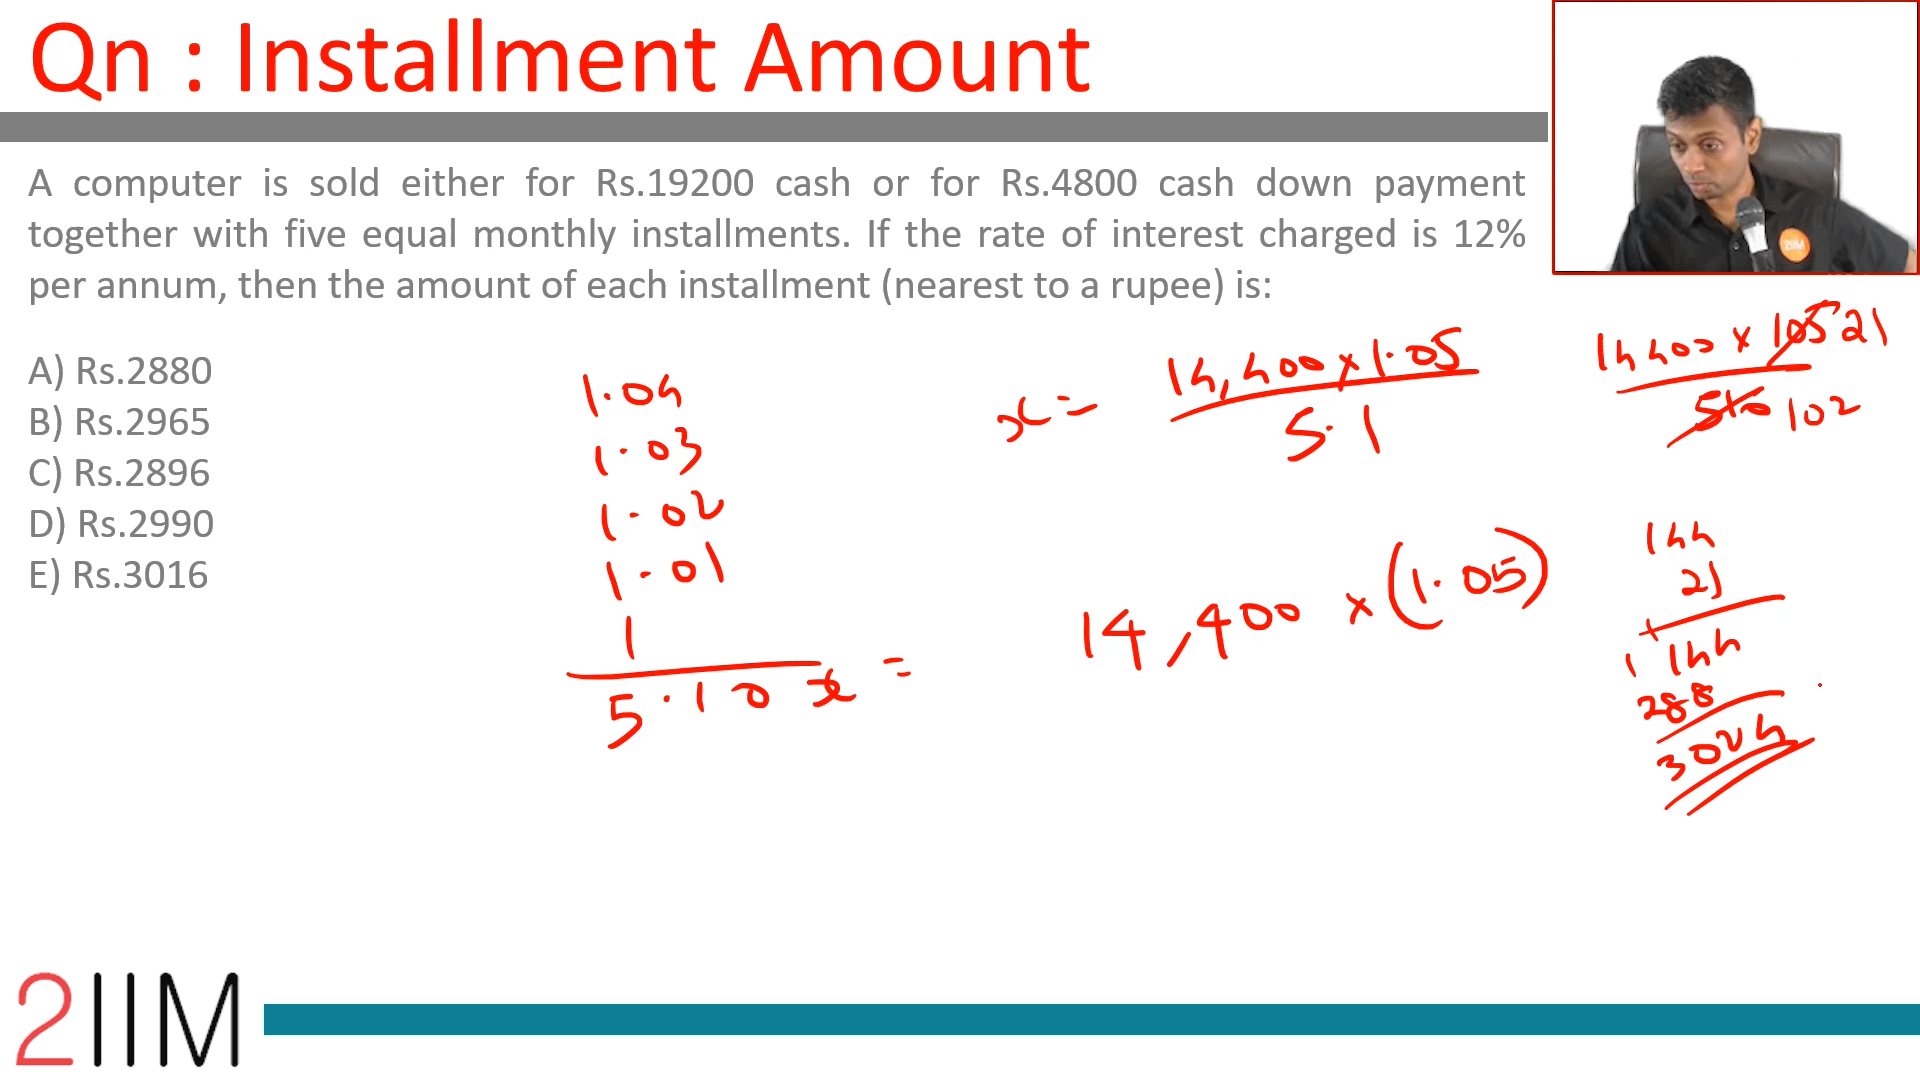 Qn : Installment Amount
A computer is sold either for Rs.19200 cash or for Rs.4800 cash down payment
together with five equal monthly installments. If the rate of interest charged is 12%
per annum, then the amount of each installment (nearest to a rupee) is:
A) Rs.2880
B) Rs.2965
C) Rs.2896
D) Rs.2990
E) Rs.3016
1.04
1.03
1.02
1.01
1
5.10 x =
14,400 x (1.05)
x = 14,400 x 1.05
5.1
14400 x 105 21
510 102
144
21
1 144
288
3024
2IIM
2IIM